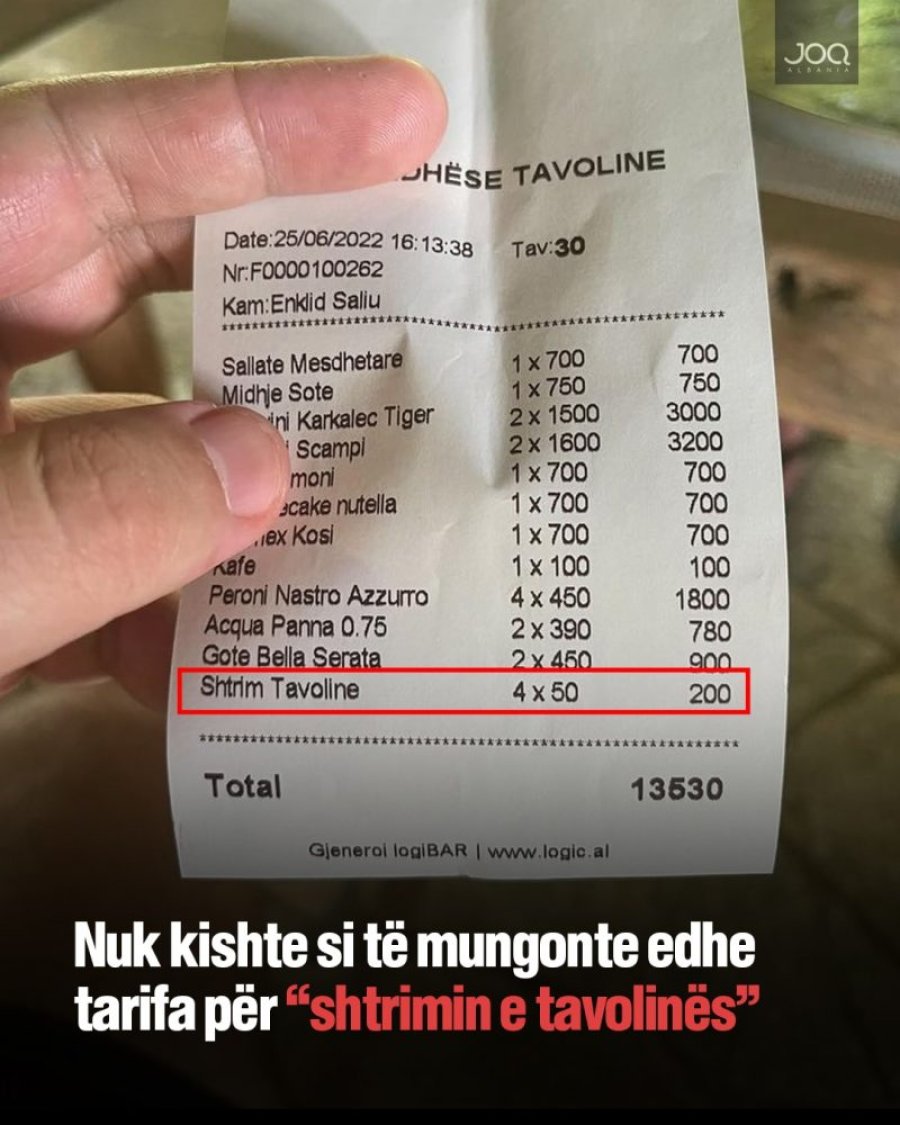 JOQ
ALBANIA
TAVOLINE
Date:25/06/2022 16:13:38 Tav:30
Nr:F0000100262
Kam:Enklid Saliu
************************************************************
Sallate Mesdhetare 1 x 700 700
Midhje Sote 1 x 750 750
Karkalec Tiger 2 x 1500 3000
Scampi 2 x 1600 3200
1 x 700 700
nutella 1 x 700 700
Kosi 1 x 700 700
Kafe 1 x 100 100
Peroni Nastro Azzurro 4 x 450 1800
Acqua Panna 0.75 2 x 390 780
Gote Bella Serata 2 x 450 900
Shtrim Tavoline 4 x 50 200
************************************************************
Total 13530
Gjeneroi logiBAR | www.logic.al
Nuk kishte si të mungonte edhe
tarifa për “shtrimin e tavolinës”